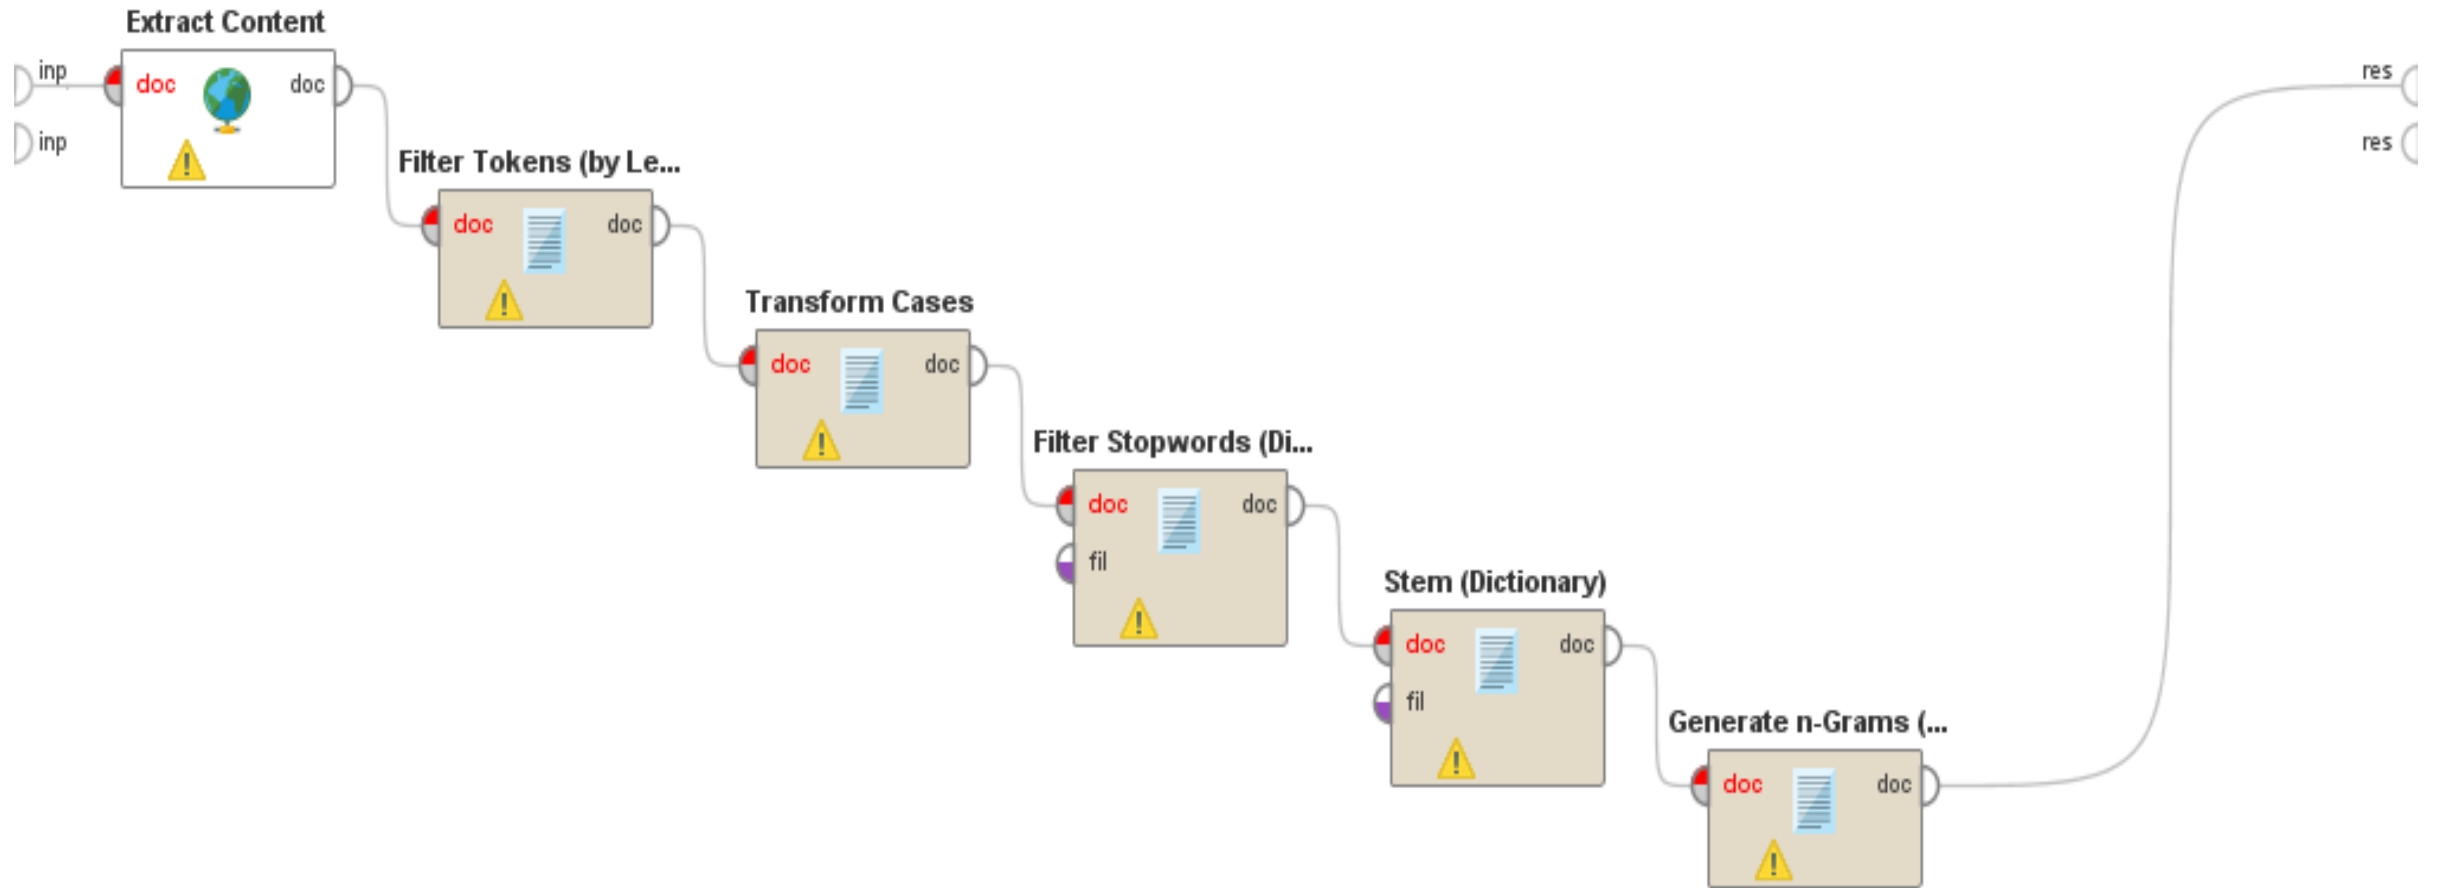 Extract Content
inp
doc
doc
inp
res
res
Filter Tokens (by Le...
doc
doc
Transform Cases
doc
doc
Filter Stopwords (Di...
doc
doc
fil
Stem (Dictionary)
doc
doc
fil
Generate n-Grams (...
doc
doc